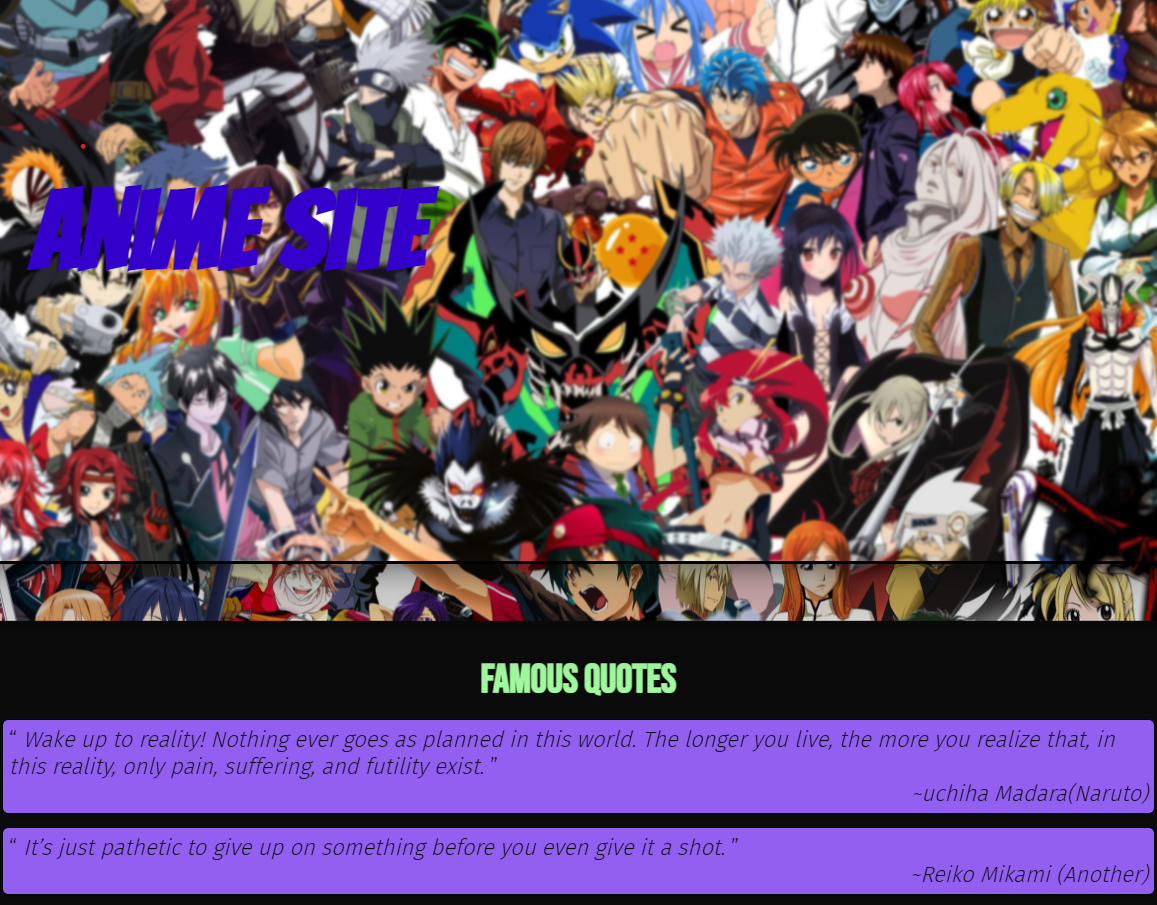 ANIME SITE
FAMOUS QUOTES
“ Wake up to reality! Nothing ever goes as planned in this world. The longer you live, the more you realize that, in
this reality, only pain, suffering, and futility exist. ”
~uchiha Madara(Naruto)
“ It’s just pathetic to give up on something before you even give it a shot. ”
~Reiko Mikami (Another)